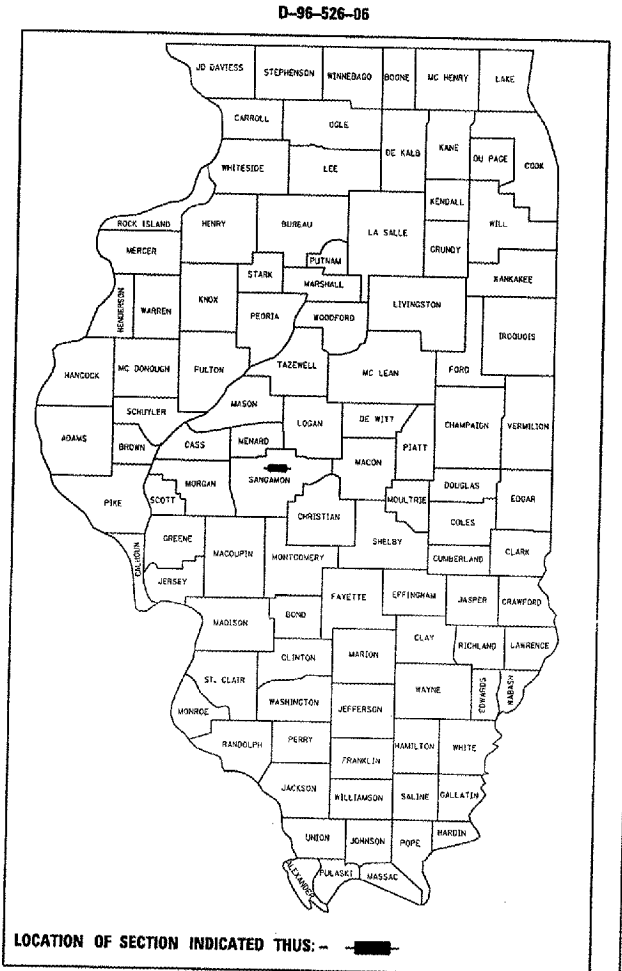 D-96-526-06
JO DAVIESS STEPHENSON WINNEBAGO BOONE MC HENRY LAKE
CARROLL OGLE
DE KALB KANE DU PAGE COOK
WHITESIDE LEE
KENDALL
ROCK ISLAND HENRY BUREAU LA SALLE WILL
MERCER PUTNAM GRUNDY
STARK MARSHALL KANKAKEE
HENDERSON WARREN KNOX PEORIA WOODFORD LIVINGSTON IROQUOIS
HANCOCK MC DONOUGH FULTON TAZEWELL MC LEAN FORD
SCHUYLER MASON LOGAN DE WITT CHAMPAIGN VERMILION
ADAMS BROWN CASS MENARD PIATT
MACON
MORGAN SANGAMON DOUGLAS
PIKE SCOTT MOULTRIE EDGAR
CHRISTIAN COLES
GREENE MACOUPIN SHELBY
CALHOUN MONTGOMERY CUMBERLAND CLARK
JERSEY
FAYETTE EFFINGHAM JASPER CRAWFORD
MADISON BOND
CLAY RICHLAND LAWRENCE
CLINTON MARION
ST. CLAIR WAYNE EDWARDS WABASH
MONROE WASHINGTON JEFFERSON
RANDOLPH PERRY HAMILTON WHITE
FRANKLIN
JACKSON WILLIAMSON SALINE GALLATIN
UNION JOHNSON POPE HARDIN
ALEXANDER PULASKI MASSAC
LOCATION OF SECTION INDICATED THUS: -